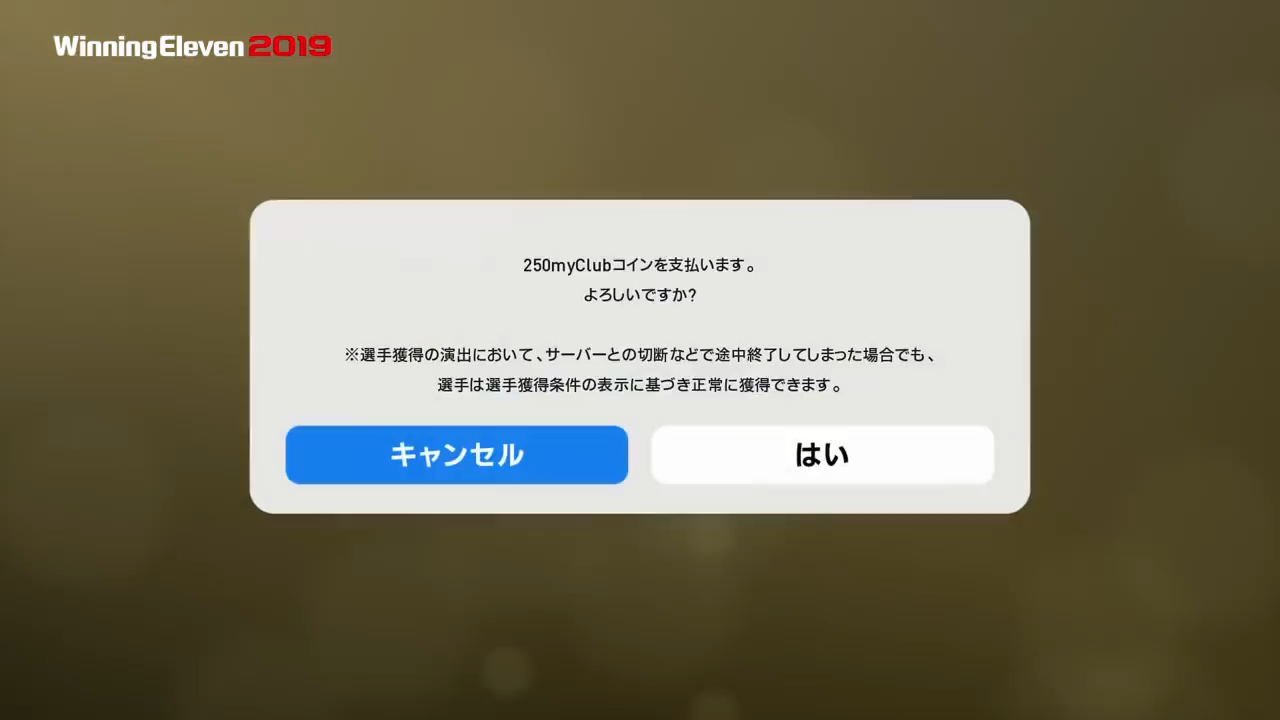 WinningEleven 2019
250myClubコインを支払います。
よろしいですか?
※選手獲得の演出において、サーバーとの切断などで途中終了してしまった場合でも、
選手は選手獲得条件の表示に基づき正常に獲得できます。
キャンセル
はい